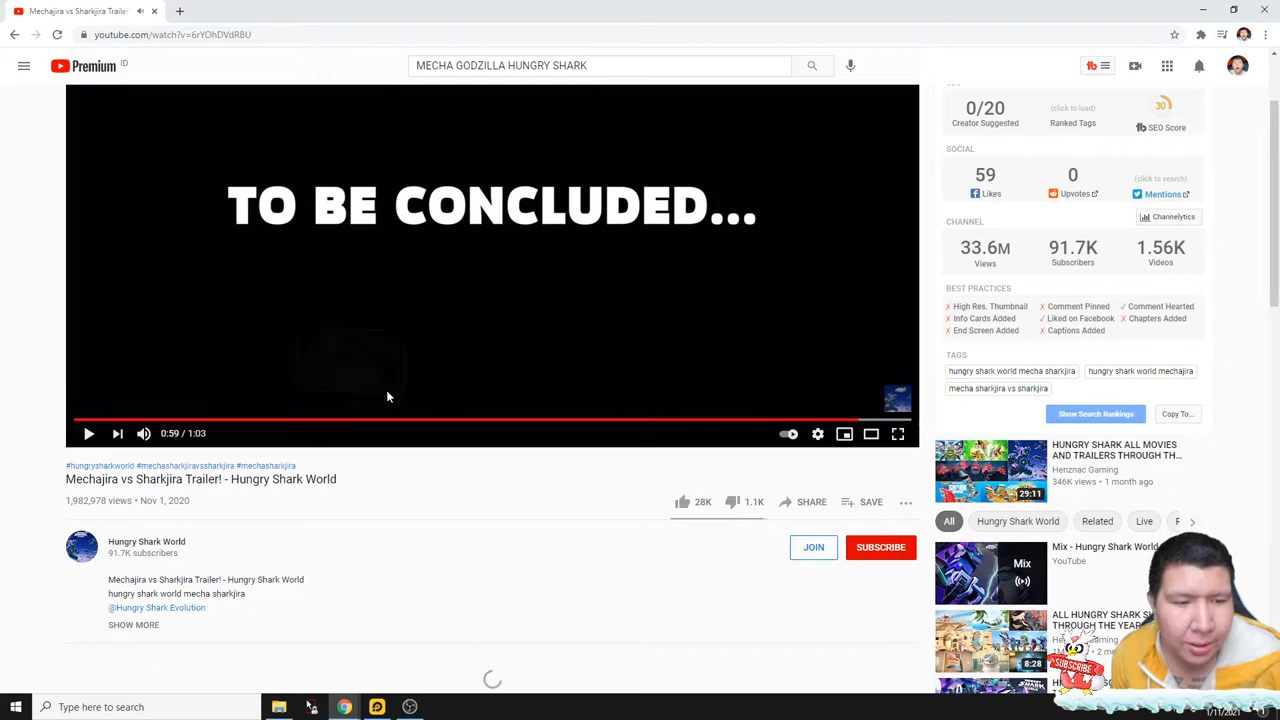 Mechajira vs Sharkjira Trailer
youtube.com/watch?v=6rYOhDVdRBU
Premium ID
MECHA GODZILLA HUNGRY SHARK
TO BE CONCLUDED...
0:59 / 1:03
#hungrysharkworld #mechasharkjiravssharkjira #mechasharkjira
Mechajira vs Sharkjira Trailer! - Hungry Shark World
1,982,978 views • Nov 1, 2020
28K 1.1K SHARE SAVE
Hungry Shark World
91.7K subscribers
JOIN SUBSCRIBE
Mechajira vs Sharkjira Trailer! - Hungry Shark World
hungry shark world mecha sharkjira
@Hungry Shark Evolution
SHOW MORE
0/20 (click to load) 30
Creator Suggested Ranked Tags SEO Score
SOCIAL
59 0 (click to search)
Likes Upvotes Mentions
CHANNEL Channelytics
33.6M 91.7K 1.56K
Views Subscribers Videos
BEST PRACTICES
✗ High Res. Thumbnail ✗ Comment Pinned ✓ Comment Hearted
✗ Info Cards Added ✓ Liked on Facebook ✗ Chapters Added
✗ End Screen Added ✗ Captions Added
TAGS
hungry shark world mecha sharkjira hungry shark world mechajira
mecha sharkjira vs sharkjira
Show Search Rankings Copy To...
HUNGRY SHARK ALL MOVIES
AND TRAILERS THROUGH TH...
Henznac Gaming
346K views • 1 month ago
29:11
All Hungry Shark World Related Live
Mix - Hungry Shark World
YouTube
Mix
ALL HUNGRY SHARK
THROUGH THE YEA
8:28
SUBSCRIBE
Type here to search
1/11/2021